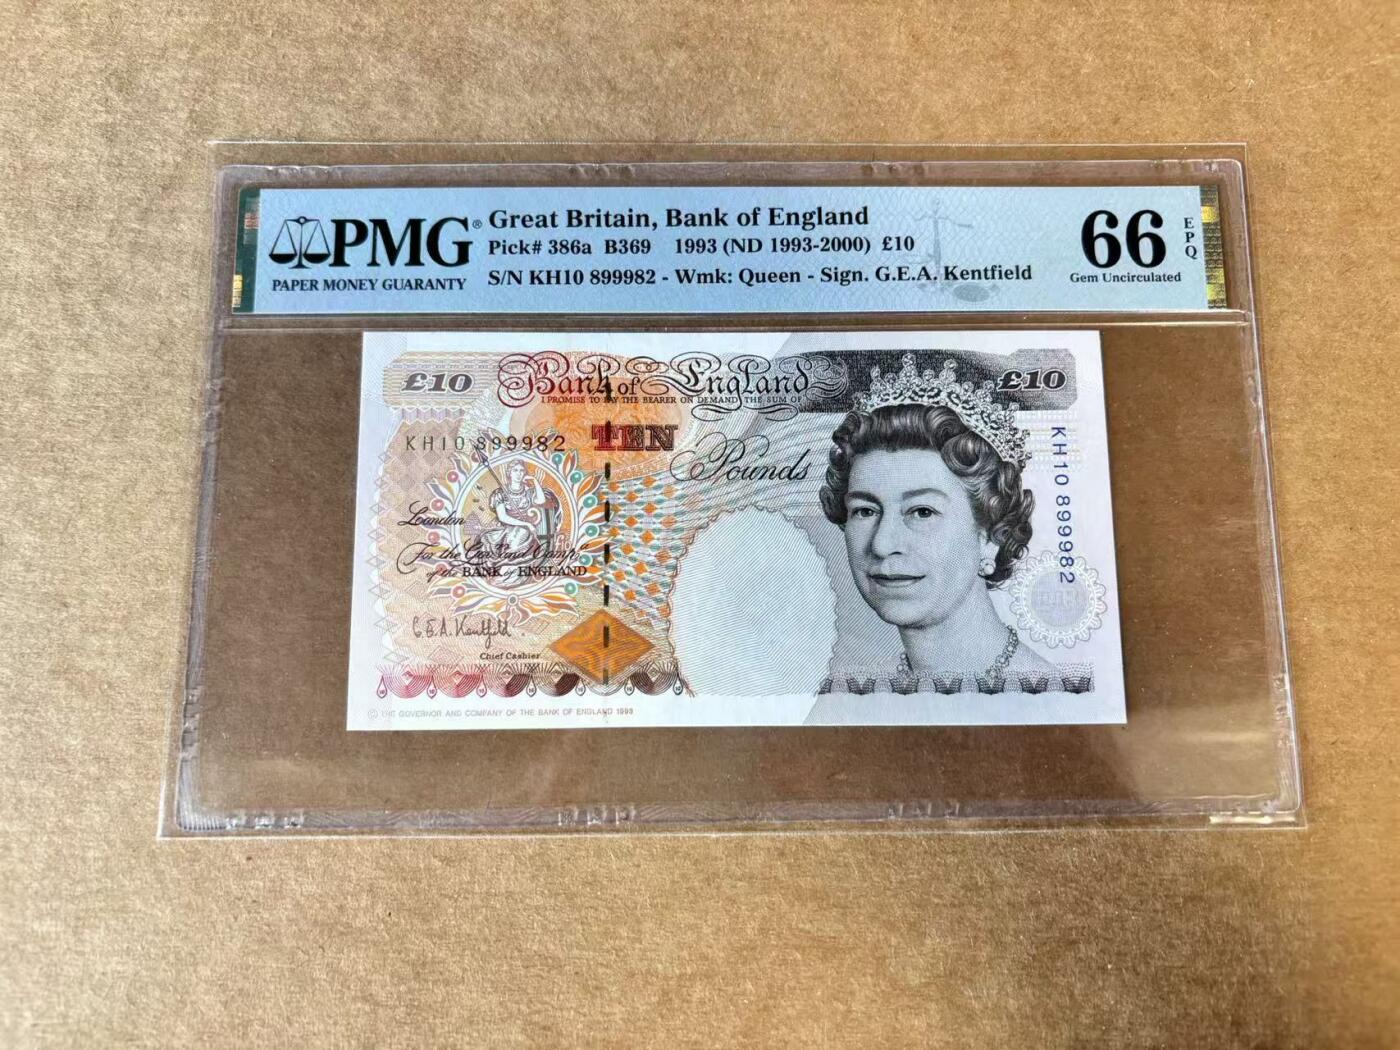 PMG®
PAPER MONEY GUARANTY
Great Britain, Bank of England
Pick# 386a B369 1993 (ND 1993-2000) £10
S/N KH10 899982 - Wmk: Queen - Sign. G.E.A. Kentfield
66
EPQ
Gem Uncirculated
£10
Bank of England
£10
I PROMISE TO PAY THE BEARER ON DEMAND THE SUM OF
KH10 899982
TEN
Pounds
KH10 899982
London
For the Govr and Compa
of the BANK of ENGLAND
G.E.A. Kentfield
Chief Cashier
© THE GOVERNOR AND COMPANY OF THE BANK OF ENGLAND 1993